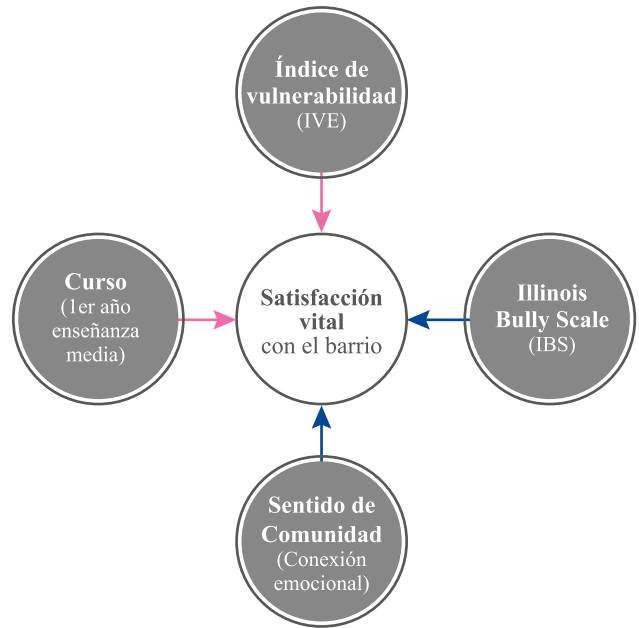 Índice de
vulnerabilidad
(IVE)
Curso
(1er año
enseñanza
media)
Satisfacción
vital
con el barrio
Illinois
Bully Scale
(IBS)
Sentido de
Comunidad
(Conexión
emocional)